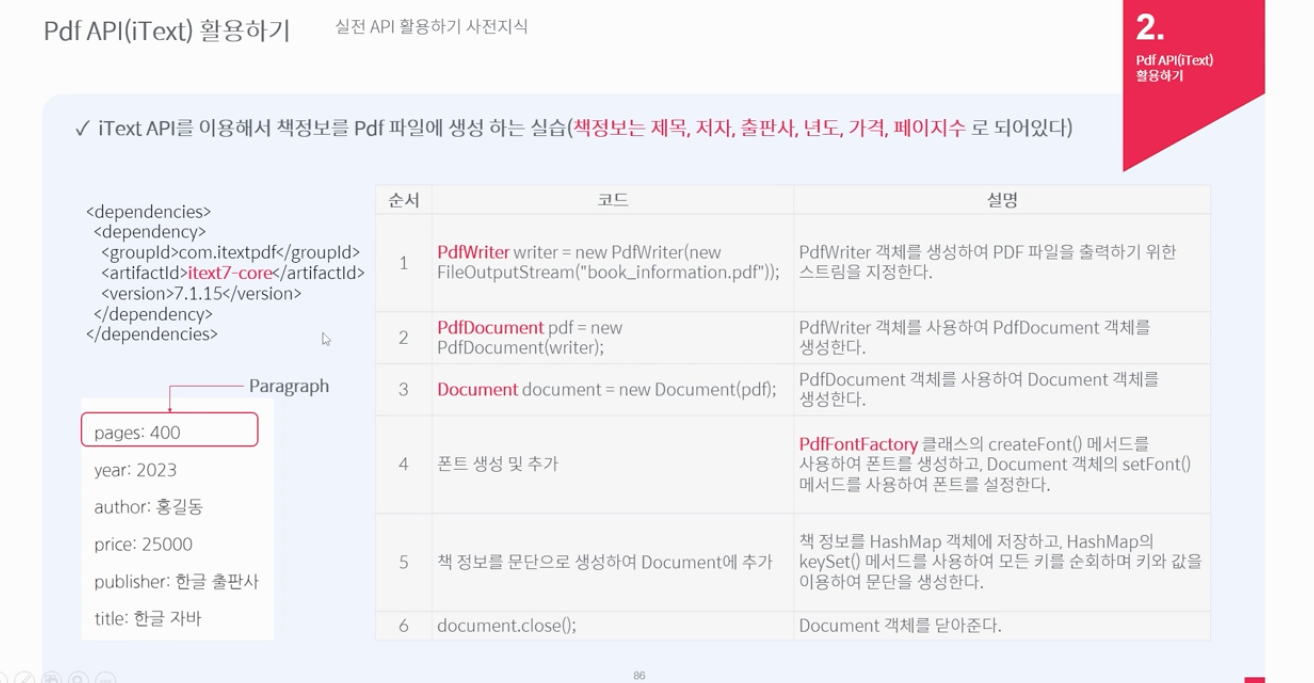 Pdf API(iText) 활용하기
실전 API 활용하기 사전지식
2.
Pdf API(iText)
활용하기
✓ iText API를 이용해서 책정보를 Pdf 파일에 생성 하는 실습(책정보는 제목, 저자, 출판사, 년도, 가격, 페이지수 로 되어있다)
<dependencies>
<dependency>
<groupId>com.itextpdf</groupId>
<artifactId>itext7-core</artifactId>
<version>7.1.15</version>
</dependency>
</dependencies>
Paragraph
pages: 400
year: 2023
author: 홍길동
price: 25000
publisher: 한글 출판사
title: 한글 자바
순서 코드 설명
1
PdfWriter writer = new PdfWriter(new
FileOutputStream("book_information.pdf"));
PdfWriter 객체를 생성하여 PDF 파일을 출력하기 위한
스트림을 지정한다.
2
PdfDocument pdf = new
PdfDocument(writer);
PdfWriter 객체를 사용하여 PdfDocument 객체를
생성한다.
3
Document document = new Document(pdf);
PdfDocument 객체를 사용하여 Document 객체를
생성한다.
4
폰트 생성 및 추가
PdfFontFactory 클래스의 createFont() 메서드를
사용하여 폰트를 생성하고, Document 객체의 setFont()
메서드를 사용하여 폰트를 설정한다.
5
책 정보를 문단으로 생성하여 Document에 추가
책 정보를 HashMap 객체에 저장하고, HashMap의
keySet() 메서드를 사용하여 모든 키를 순회하며 키와 값을
이용하여 문단을 생성한다.
6
document.close();
Document 객체를 닫아준다.
86